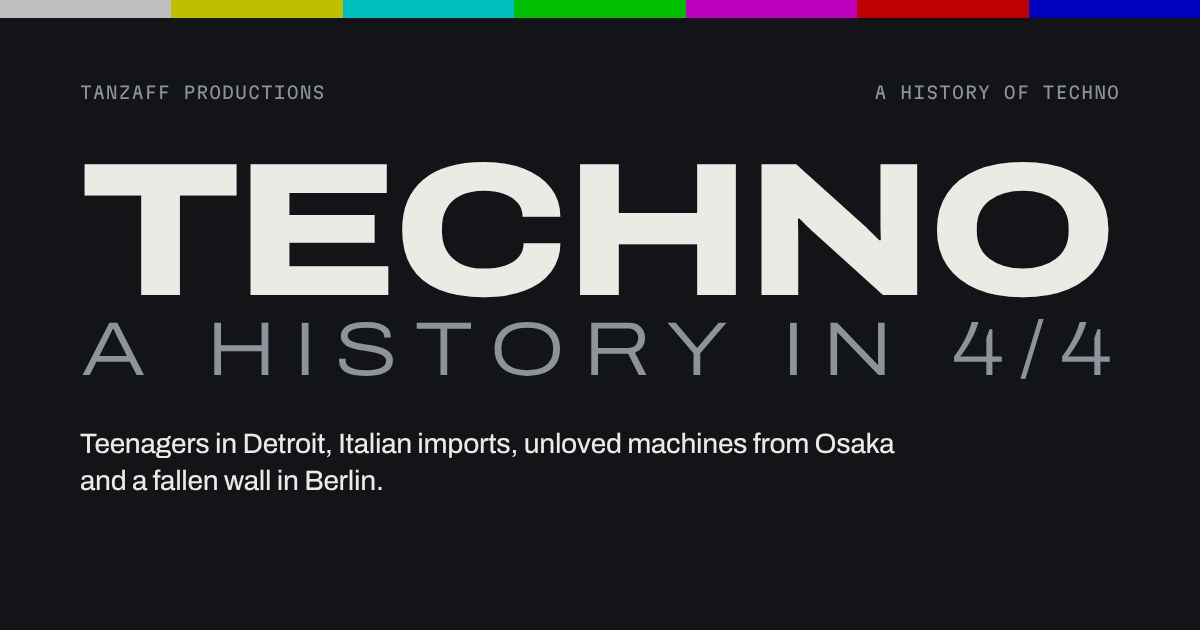 TANZAFF PRODUCTIONS
A HISTORY OF TECHNO
TECHNO
A HISTORY IN 4/4
Teenagers in Detroit, Italian imports, unloved machines from Osaka
and a fallen wall in Berlin.